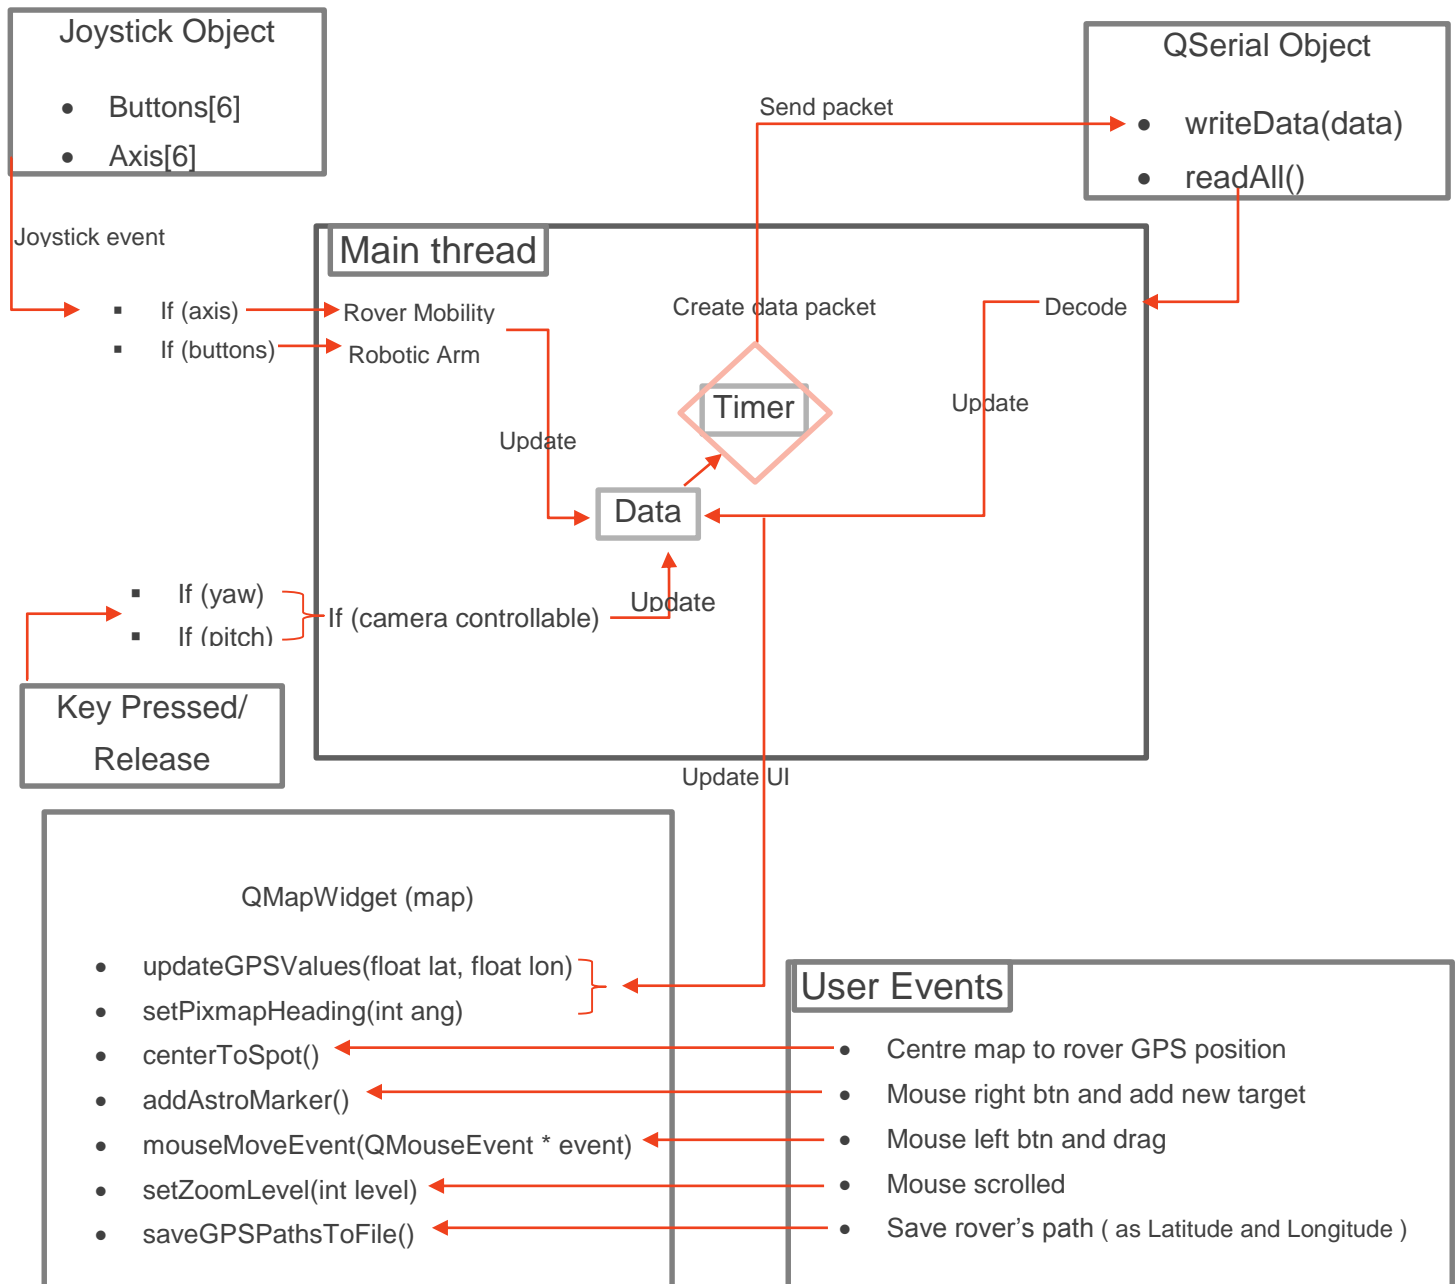 Joystick Object
• Buttons[6]
• Axis[6]
QSerial Object
• writeData(data)
• readAll()
Send packet
Joystick event
Main thread
▪ If (axis)
▪ If (buttons)
Rover Mobility
Robotic Arm
Create data packet
Decode
Timer
Update
Update
Data
▪ If (yaw)
▪ If (pitch)
If (camera controllable)
Update
Key Pressed/
Release
Update UI
QMapWidget (map)
• updateGPSValues(float lat, float lon)
• setPixmapHeading(int ang)
• centerToSpot()
• addAstroMarker()
• mouseMoveEvent(QMouseEvent * event)
• setZoomLevel(int level)
• saveGPSPathsToFile()
User Events
• Centre map to rover GPS position
• Mouse right btn and add new target
• Mouse left btn and drag
• Mouse scrolled
• Save rover's path ( as Latitude and Longitude )